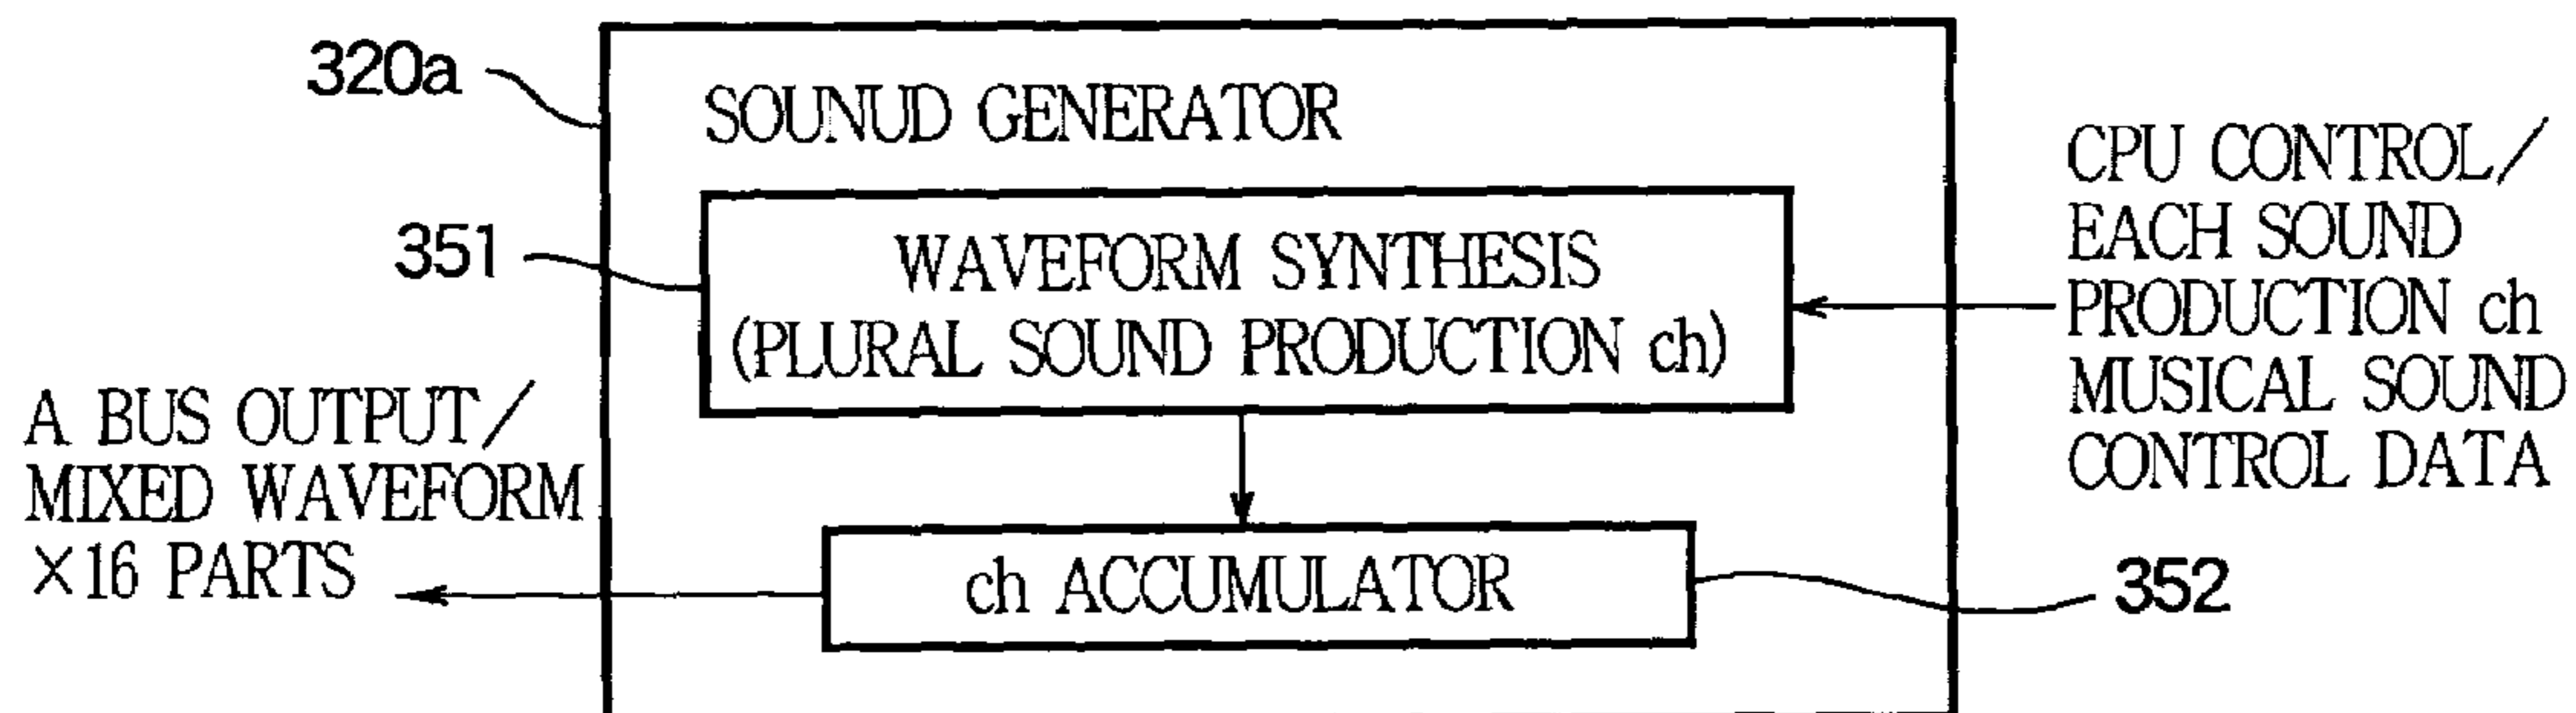 320a
SOUNUD GENERATOR
351
WAVEFORM SYNTHESIS
(PLURAL SOUND PRODUCTION ch)
CPU CONTROL/
EACH SOUND
PRODUCTION ch
MUSICAL SOUND
CONTROL DATA
A BUS OUTPUT/
MIXED WAVEFORM
×16 PARTS
ch ACCUMULATOR
352